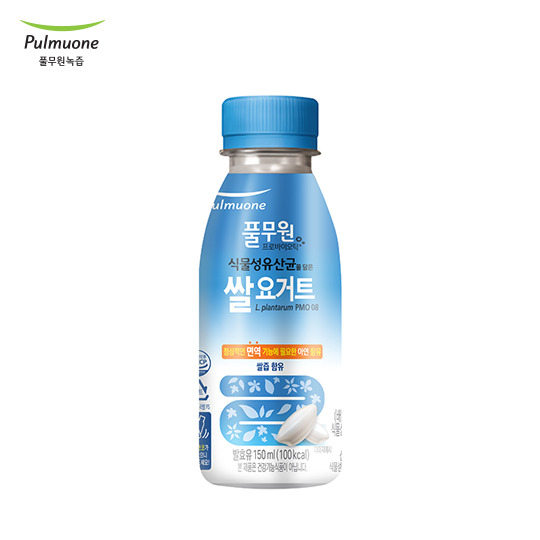 Pulmuone
풀무원녹즙
Pulmuone
풀무원
프로바이오틱
식물성유산균을 담은
쌀요거트
L. plantarum PMO 08
정상적인 면역 기능에 필요한 아연 함유
쌀즙 함유
발효유 150ml(100kcal)
본 제품은 건강기능식품이 아닙니다.